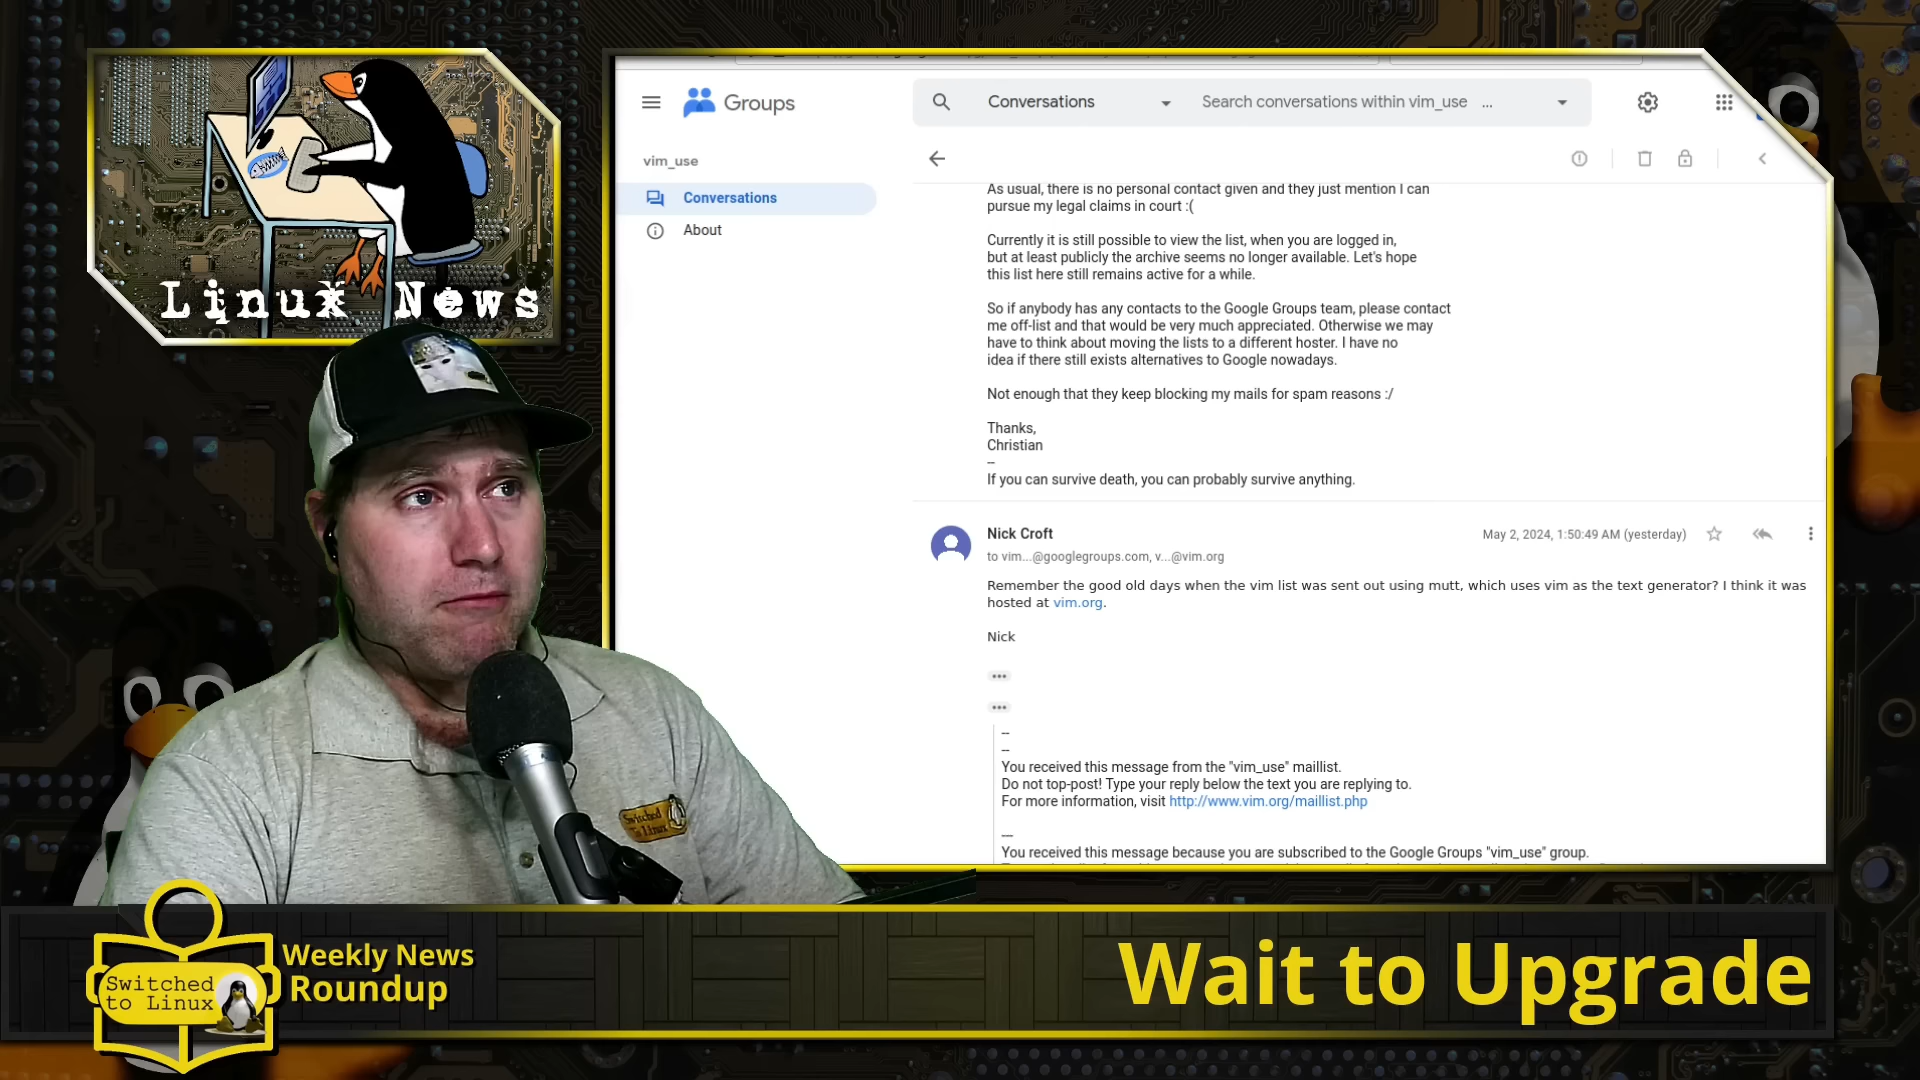 Linux News
Groups
Conversations
Search conversations within vim_use ...
vim_use
Conversations
About
As usual, there is no personal contact given and they just mention I can
pursue my legal claims in court :(
Currently it is still possible to view the list, when you are logged in,
but at least publicly the archive seems no longer available. Let's hope
this list here still remains active for a while.
So if anybody has any contacts to the Google Groups team, please contact
me off-list and that would be very much appreciated. Otherwise we may
have to think about moving the lists to a different hoster. I have no
idea if there still exists alternatives to Google nowadays.
Not enough that they keep blocking my mails for spam reasons :/
Thanks,
Christian
--
If you can survive death, you can probably survive anything.
Nick Croft
May 2, 2024, 1:50:49 AM (yesterday)
to vim...@googlegroups.com, v...@vim.org
Remember the good old days when the vim list was sent out using mutt, which uses vim as the text generator? I think it was
hosted at vim.org.
Nick
•••
•••
--
--
You received this message from the "vim_use" maillist.
Do not top-post! Type your reply below the text you are replying to.
For more information, visit http://www.vim.org/maillist.php
---
You received this message because you are subscribed to the Google Groups "vim_use" group.
Switched
To Linux
Switched
to Linux
Weekly News
Roundup
Wait to Upgrade